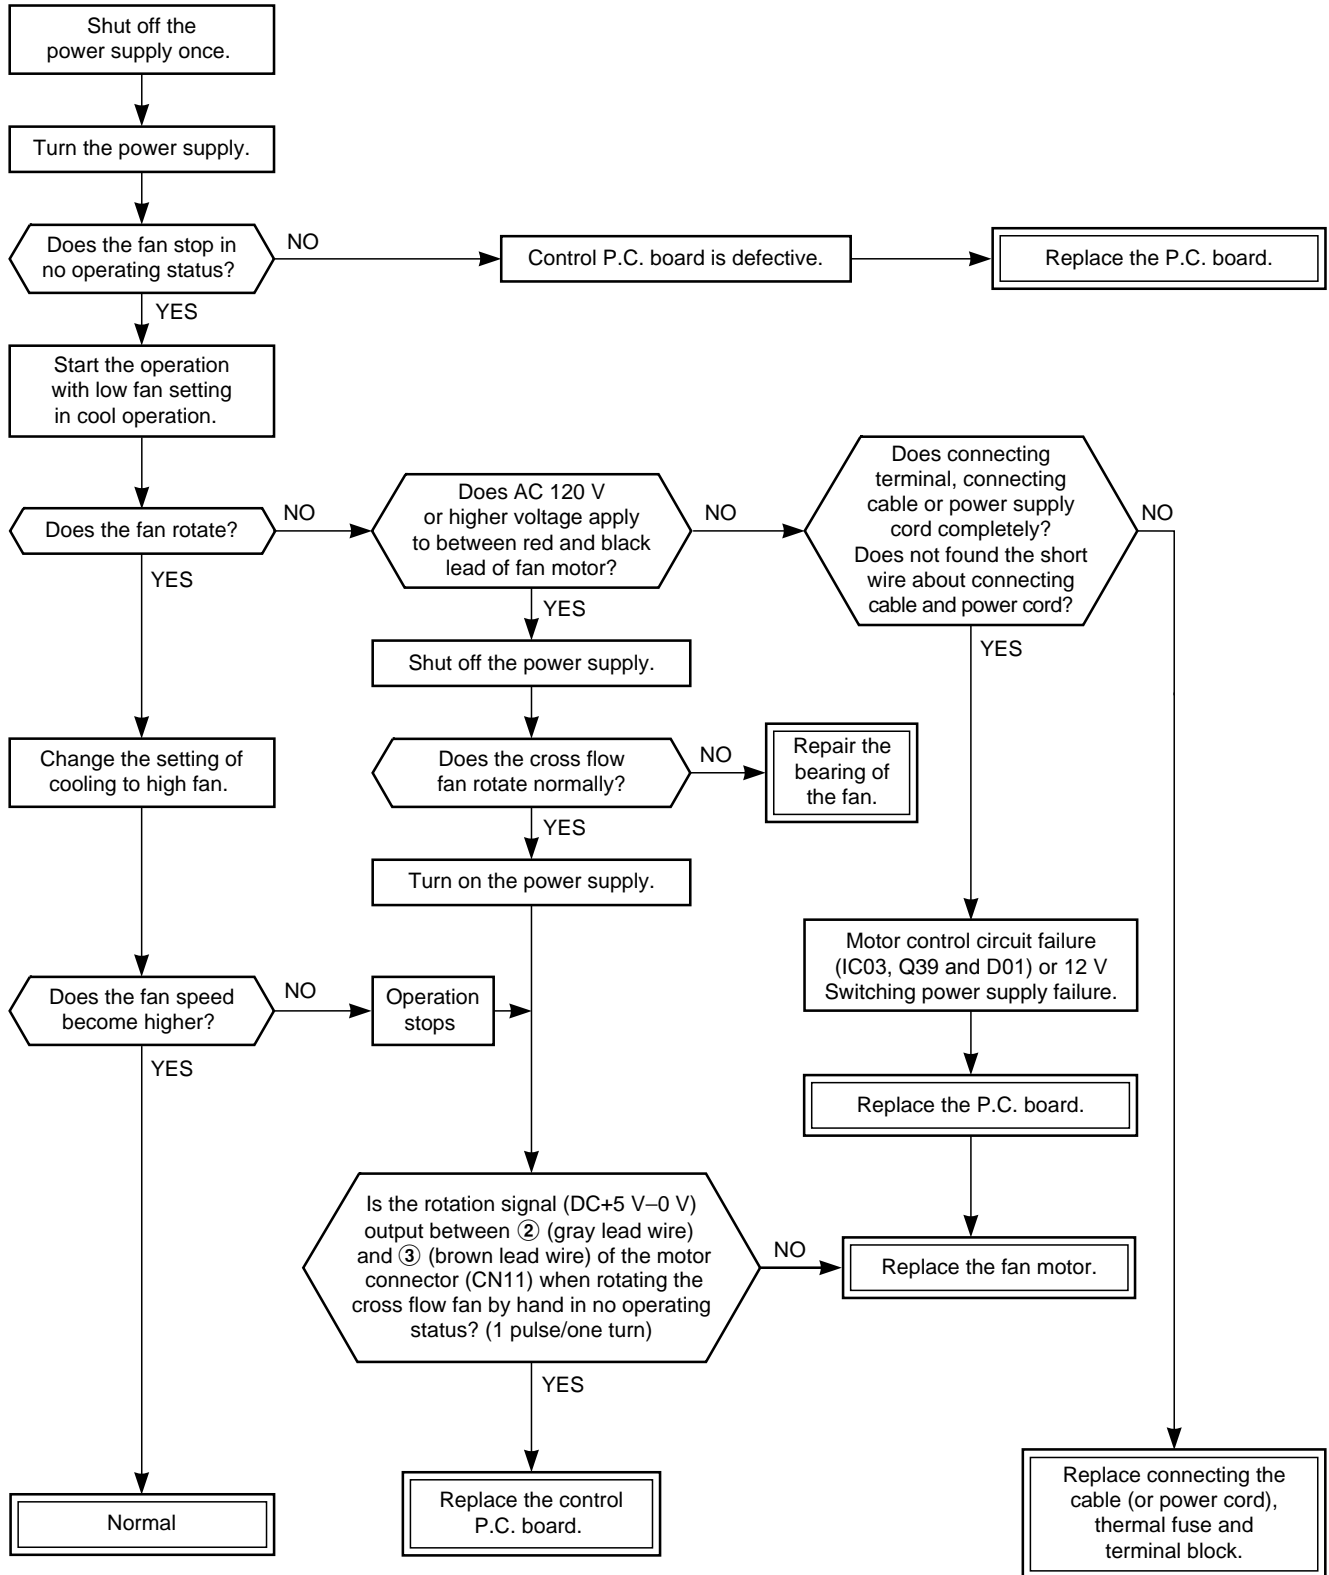 Shut off the
power supply once.
Turn the power supply.
Does the fan stop in
no operating status?
NO
Control P.C. board is defective.
Replace the P.C. board.
YES
Start the operation
with low fan setting
in cool operation.
Does the fan rotate?
NO
Does AC 120 V
or higher voltage apply
to between red and black
lead of fan motor?
NO
Does connecting
terminal, connecting
cable or power supply
cord completely?
Does not found the short
wire about connecting
cable and power cord?
NO
YES
YES
YES
Shut off the power supply.
Change the setting of
cooling to high fan.
Does the cross flow
fan rotate normally?
NO
Repair the
bearing of
the fan.
YES
Turn on the power supply.
Motor control circuit failure
(IC03, Q39 and D01) or 12 V
Switching power supply failure.
Does the fan speed
become higher?
NO
Operation
stops
YES
Replace the P.C. board.
Is the rotation signal (DC+5 V–0 V)
output between ② (gray lead wire)
and ③ (brown lead wire) of the motor
connector (CN11) when rotating the
cross flow fan by hand in no operating
status? (1 pulse/one turn)
NO
Replace the fan motor.
YES
Normal
Replace the control
P.C. board.
Replace connecting the
cable (or power cord),
thermal fuse and
terminal block.